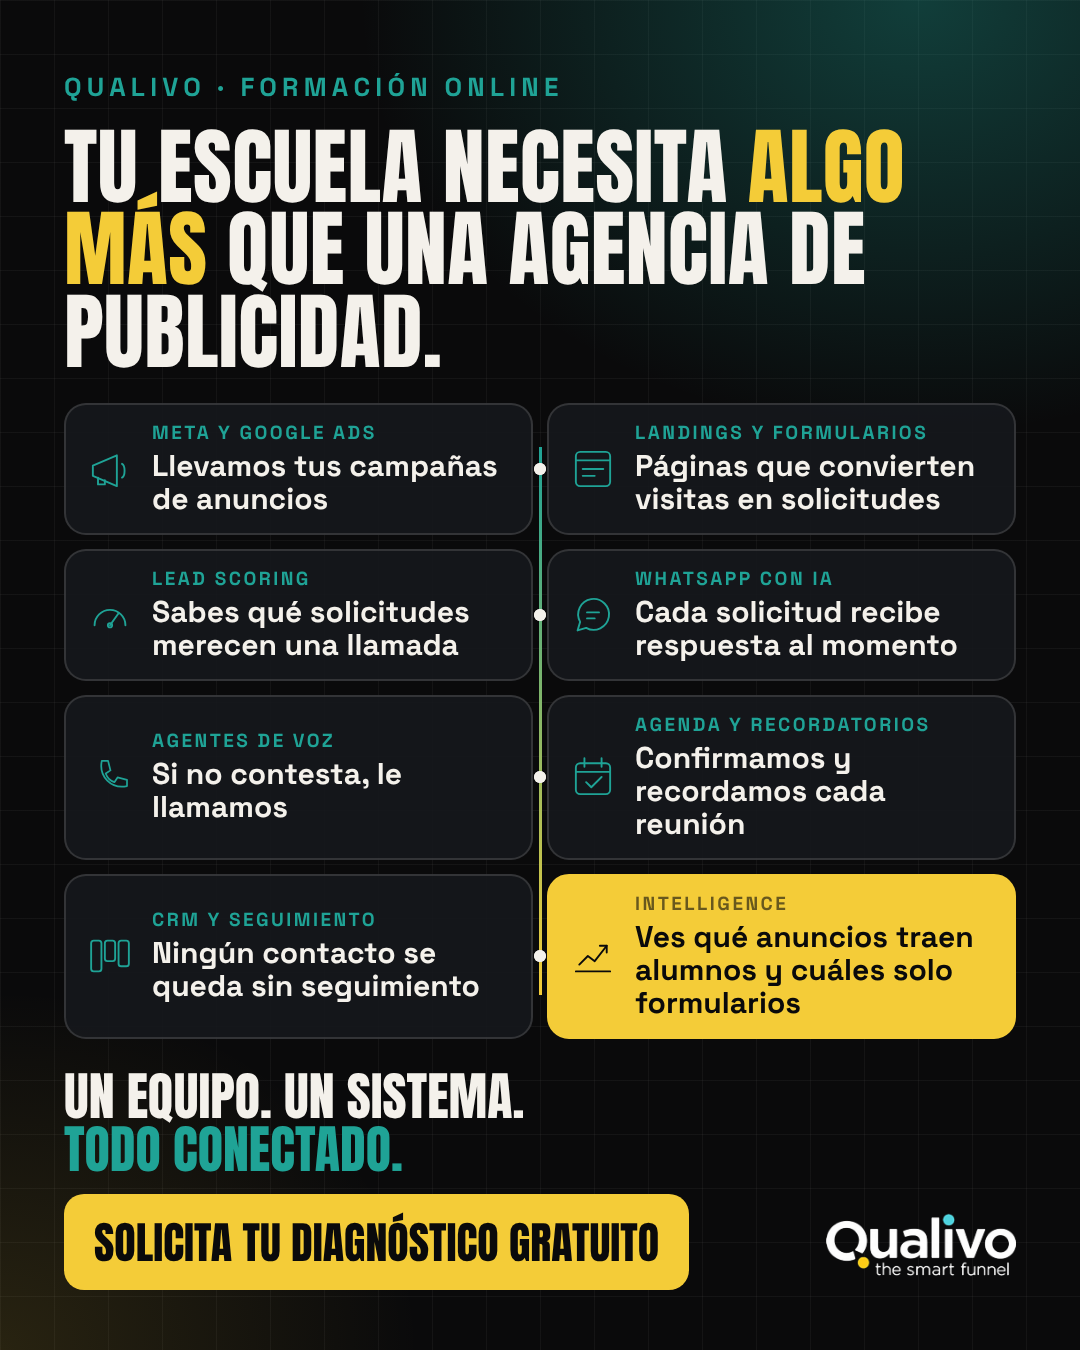 QUALIVO · FORMACIÓN ONLINE
TU ESCUELA NECESITA ALGO
MÁS QUE UNA AGENCIA DE
PUBLICIDAD.
META Y GOOGLE ADS
Llevamos tus campañas
de anuncios
LANDINGS Y FORMULARIOS
Páginas que convierten
visitas en solicitudes
LEAD SCORING
Sabes qué solicitudes
merecen una llamada
WHATSAPP CON IA
Cada solicitud recibe
respuesta al momento
AGENTES DE VOZ
Si no contesta, le
llamamos
AGENDA Y RECORDATORIOS
Confirmamos y
recordamos cada
reunión
CRM Y SEGUIMIENTO
Ningún contacto se
queda sin seguimiento
INTELLIGENCE
Ves qué anuncios traen
alumnos y cuáles solo
formularios
UN EQUIPO. UN SISTEMA.
TODO CONECTADO.
SOLICITA TU DIAGNÓSTICO GRATUITO
Qualivo
the smart funnel